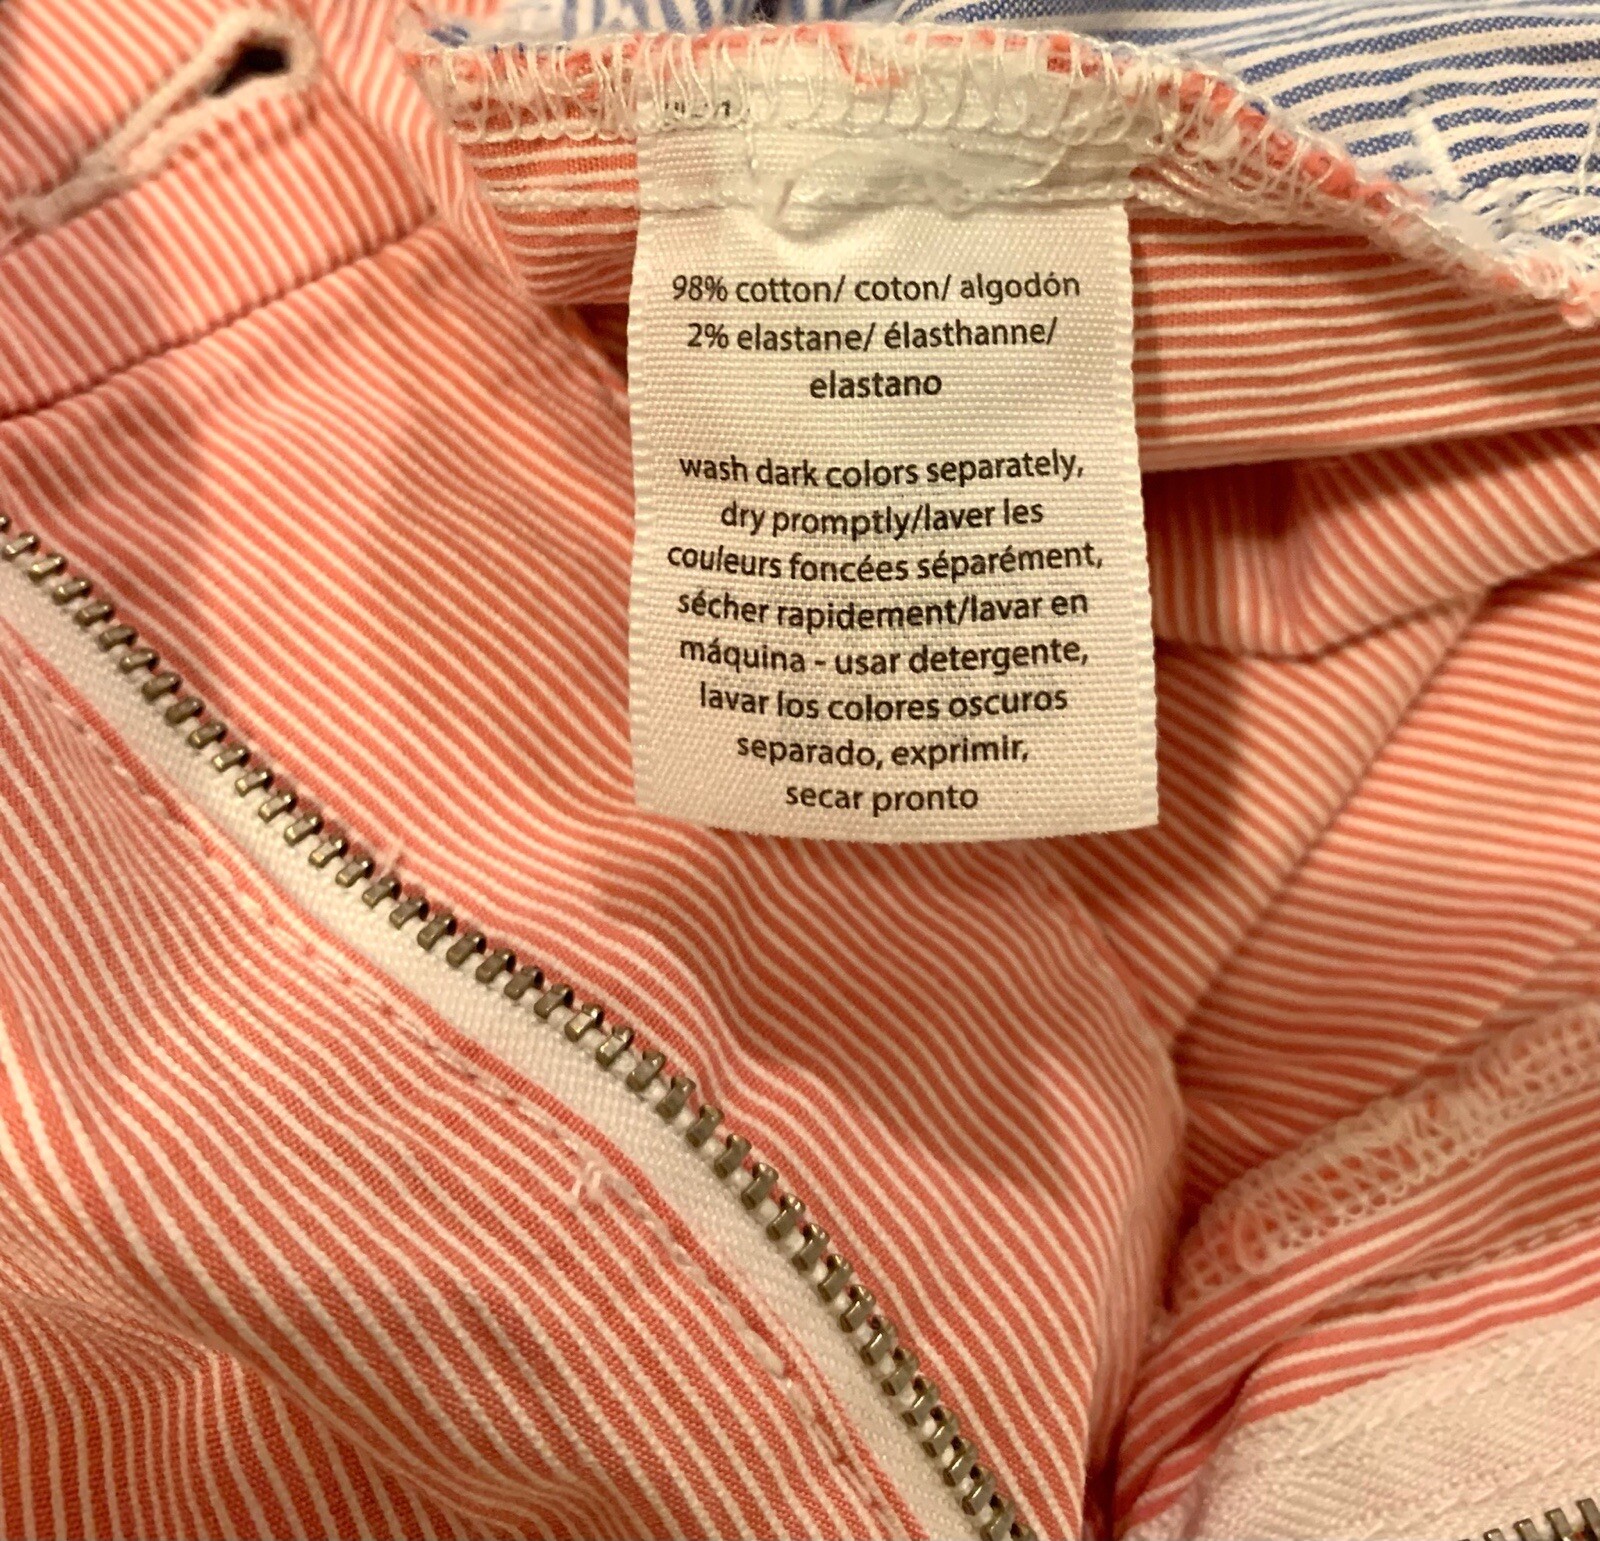 98% cotton/ coton/ algodón
2% elastane/ élasthanne/
elastano
wash dark colors separately,
dry promptly/laver les
couleurs foncées séparément,
sécher rapidement/lavar en
máquina - usar detergente,
lavar los colores oscuros
separado, exprimir,
secar pronto